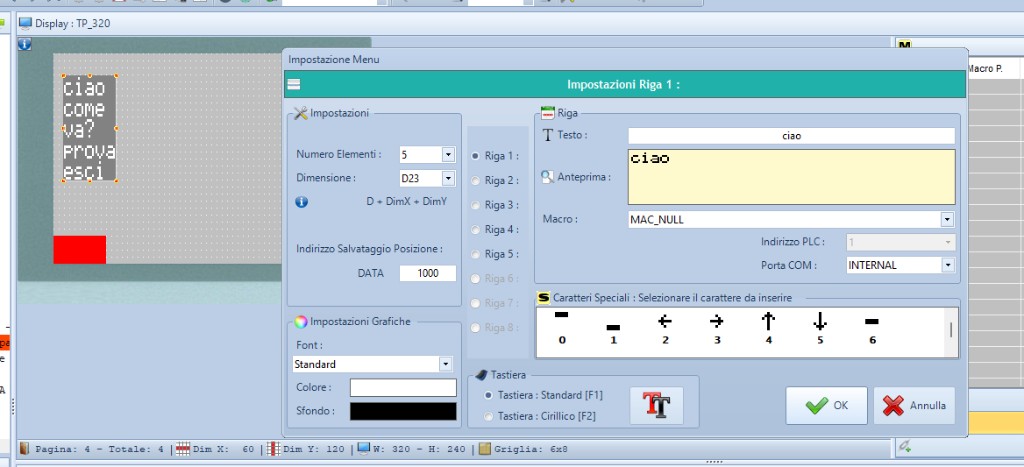 Display : TP_320
ciao
come
va?
prova
esci
Impostazione Menu
Impostazioni Riga 1 :
Impostazioni
Numero Elementi :
5
Dimensione :
D23
D + DimX + DimY
Indirizzo Salvataggio Posizione :
DATA
1000
Impostazioni Grafiche
Font :
Standard
Colore :
Sfondo :
Riga 1 :
Riga 2 :
Riga 3 :
Riga 4 :
Riga 5 :
Riga 6 :
Riga 7 :
Riga 8 :
Riga
Testo :
ciao
Anteprima :
ciao
Macro :
MAC_NULL
Indirizzo PLC :
1
Porta COM :
INTERNAL
Caratteri Speciali : Selezionare il carattere da inserire
0 1 2 3 4 5 6
Tastiera
Tastiera : Standard [F1]
Tastiera : Cirillico [F2]
OK
Annulla
Macro P.
Pagina: 4 - Totale: 4 | Dim X: 60 | Dim Y: 120 | W: 320 - H: 240 | Griglia: 6x8